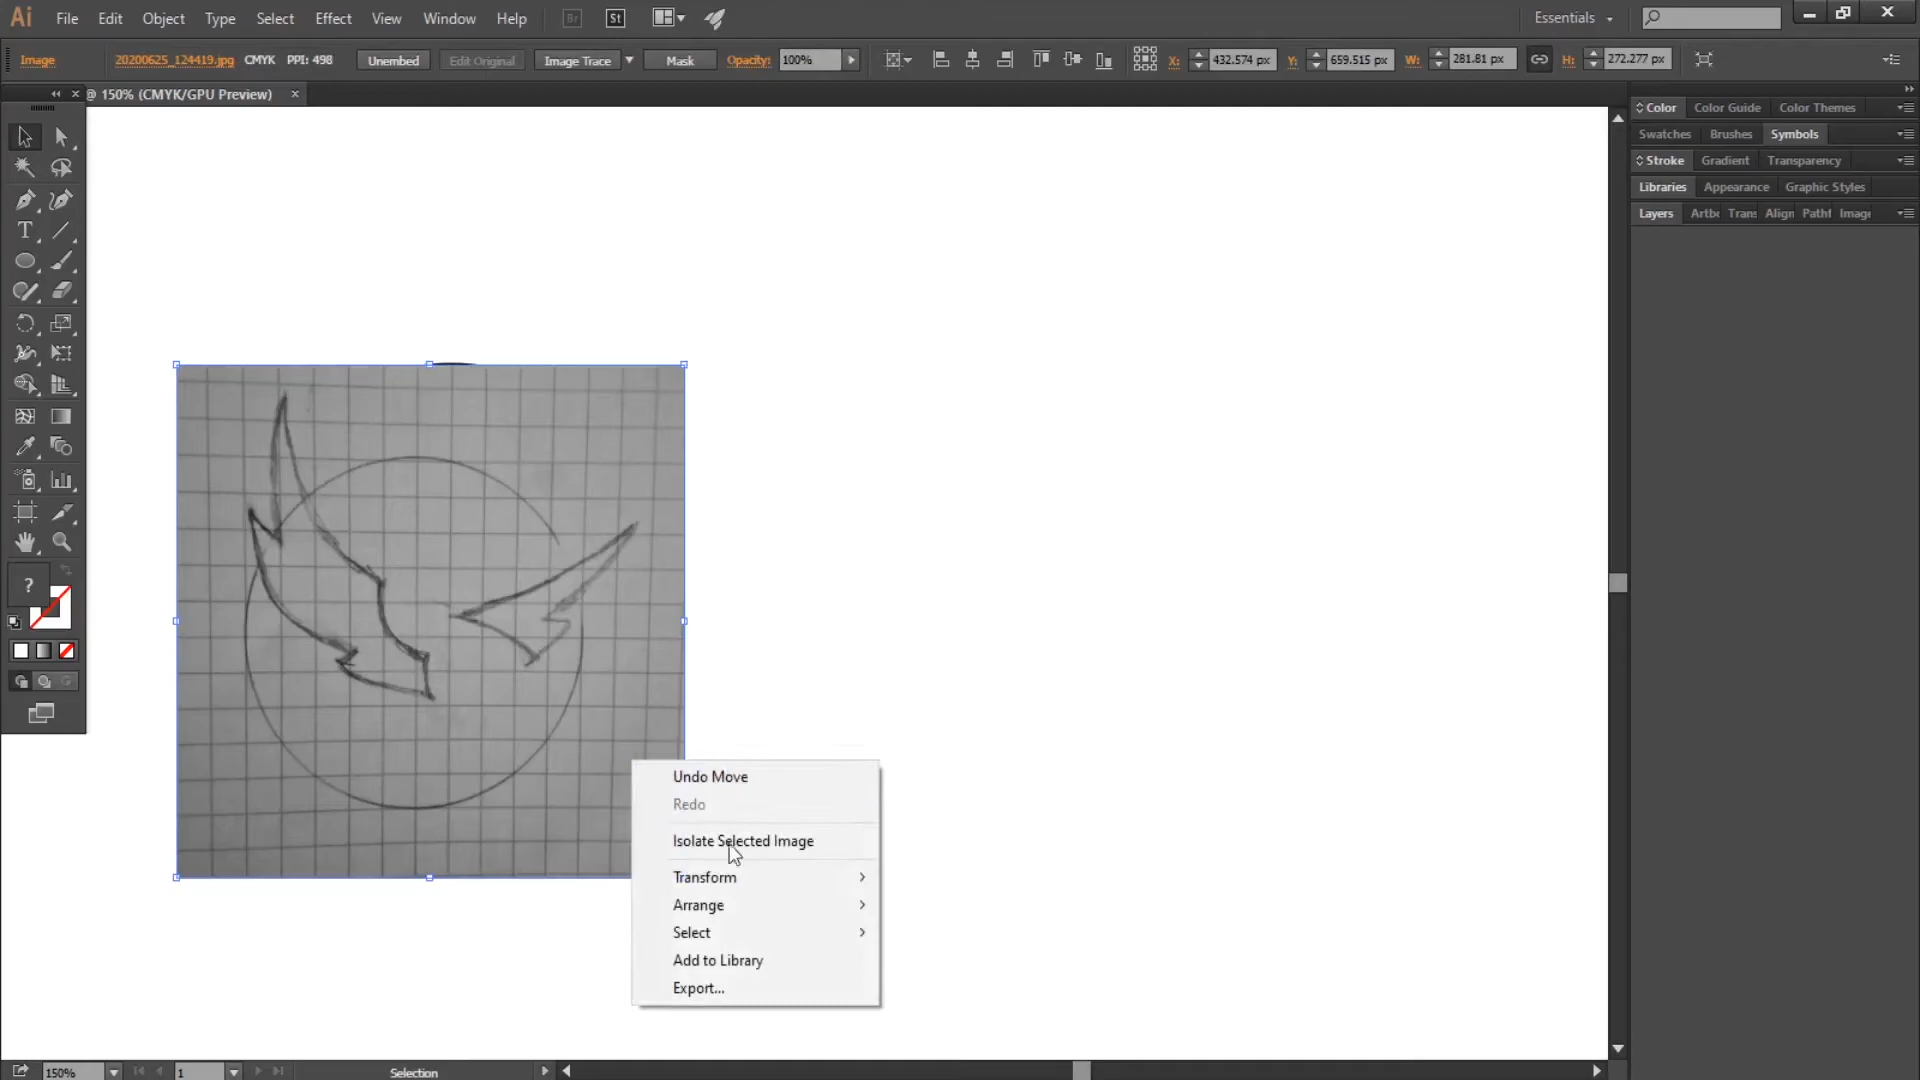 Ai File Edit Object Type Select Effect View Window Help Br St Essentials
Image 20200625_124419.jpg CMYK PPI: 498 Unembed Edit Original Image Trace Mask Opacity: 100% X: 432.574 px Y: 659.515 px W: 281.81 px H: 272.277 px
@ 150% (CMYK/GPU Preview)
Color Color Guide Color Themes
Swatches Brushes Symbols
Stroke Gradient Transparency
Libraries Appearance Graphic Styles
Layers Artbo Trans Align Pathf Image
T
?
Undo Move
Redo
Isolate Selected Image
Transform
Arrange
Select
Add to Library
Export...
150% 1 Selection